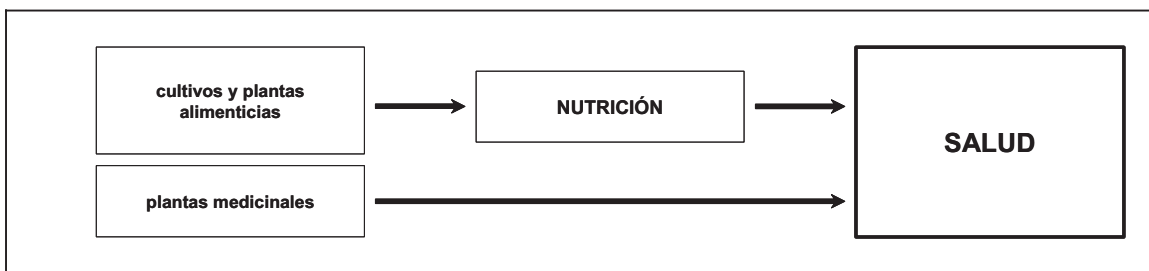 cultivos y plantas
alimenticias
NUTRICIÓN
SALUD
plantas medicinales